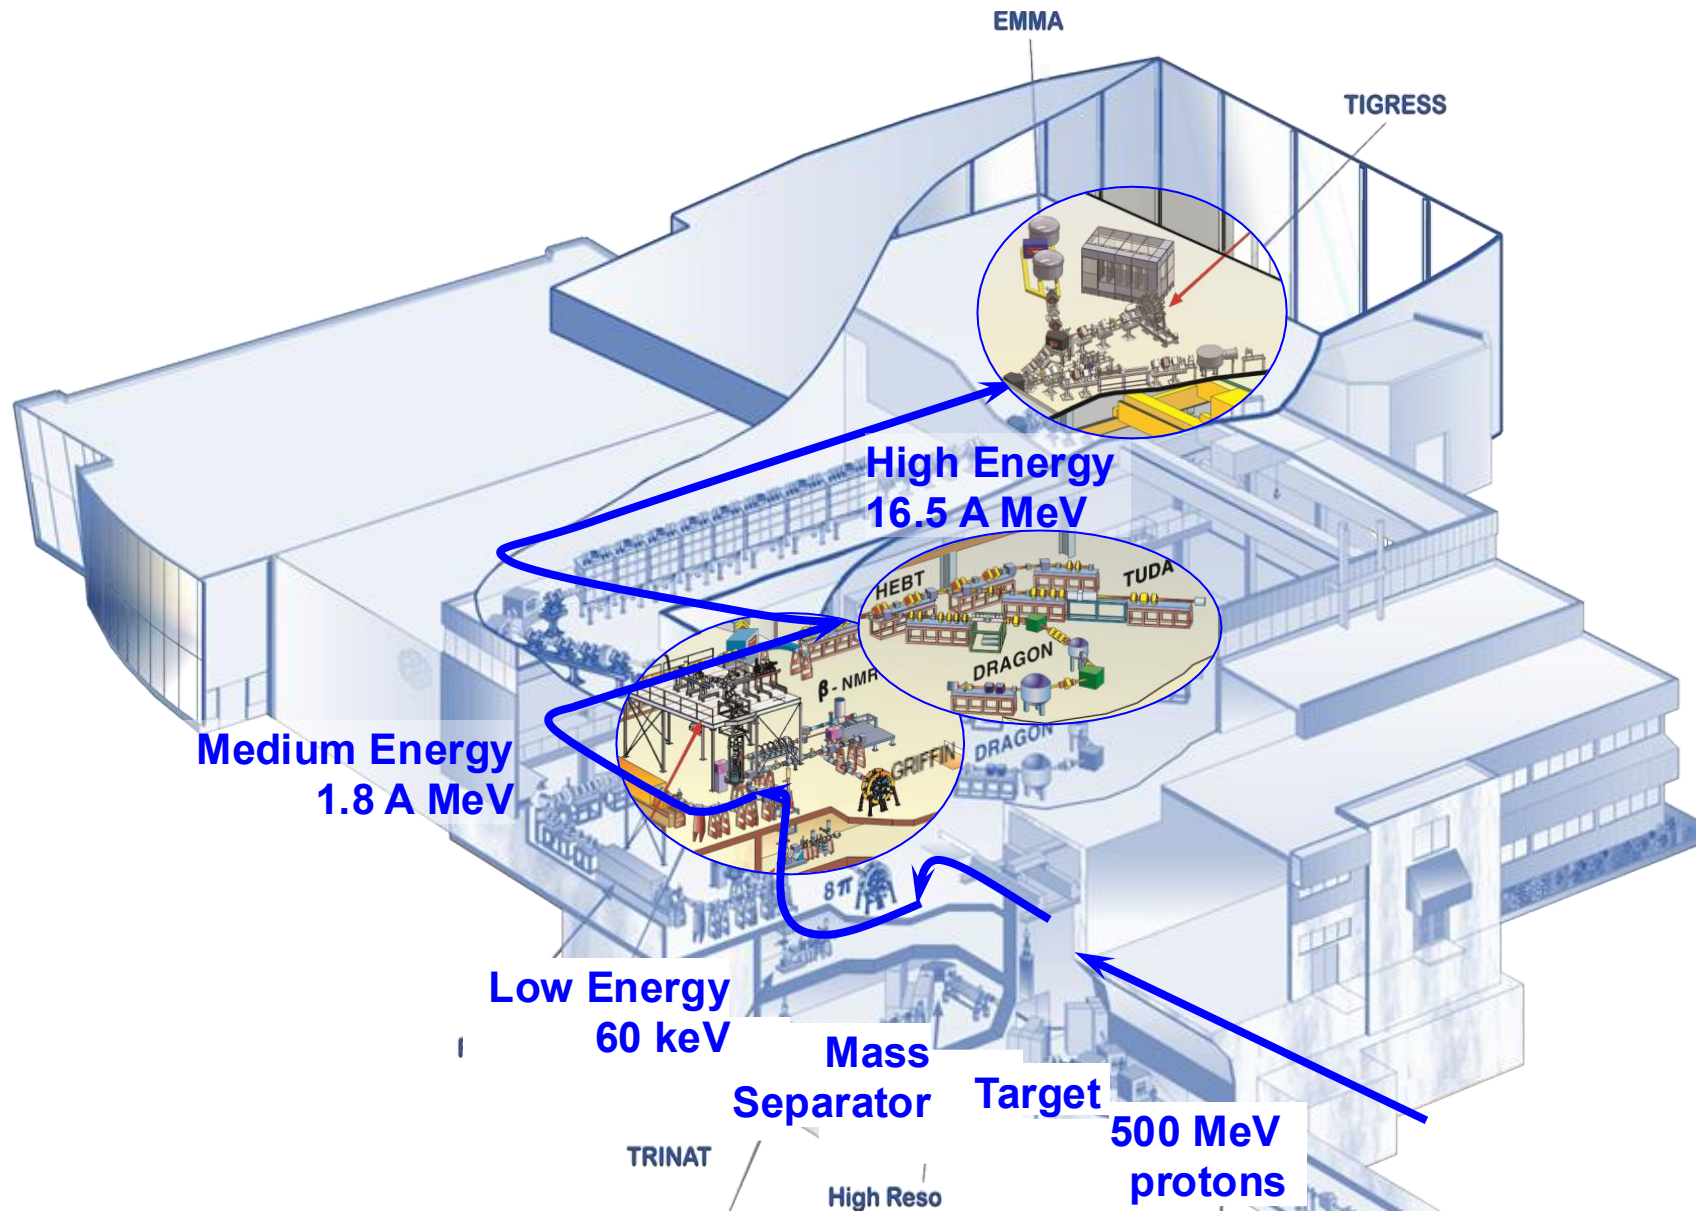 EMMA
TIGRESS
High Energy
16.5 A MeV
HEBT
TUDA
DRAGON
β - NMR
GRIFFIN
DRAGON
Medium Energy
1.8 A MeV
8π
Low Energy
60 keV
Mass
Separator
Target
500 MeV
protons
TRINAT
High Reso